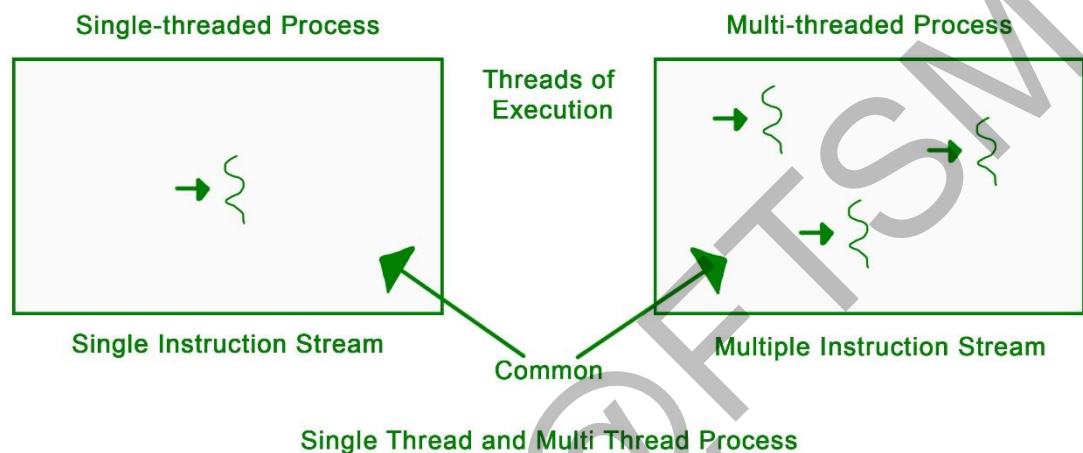 Single-threaded Process
Multi-threaded Process
Threads of
Execution
Single Instruction Stream
Multiple Instruction Stream
Common
Single Thread and Multi Thread Process
@FTSM